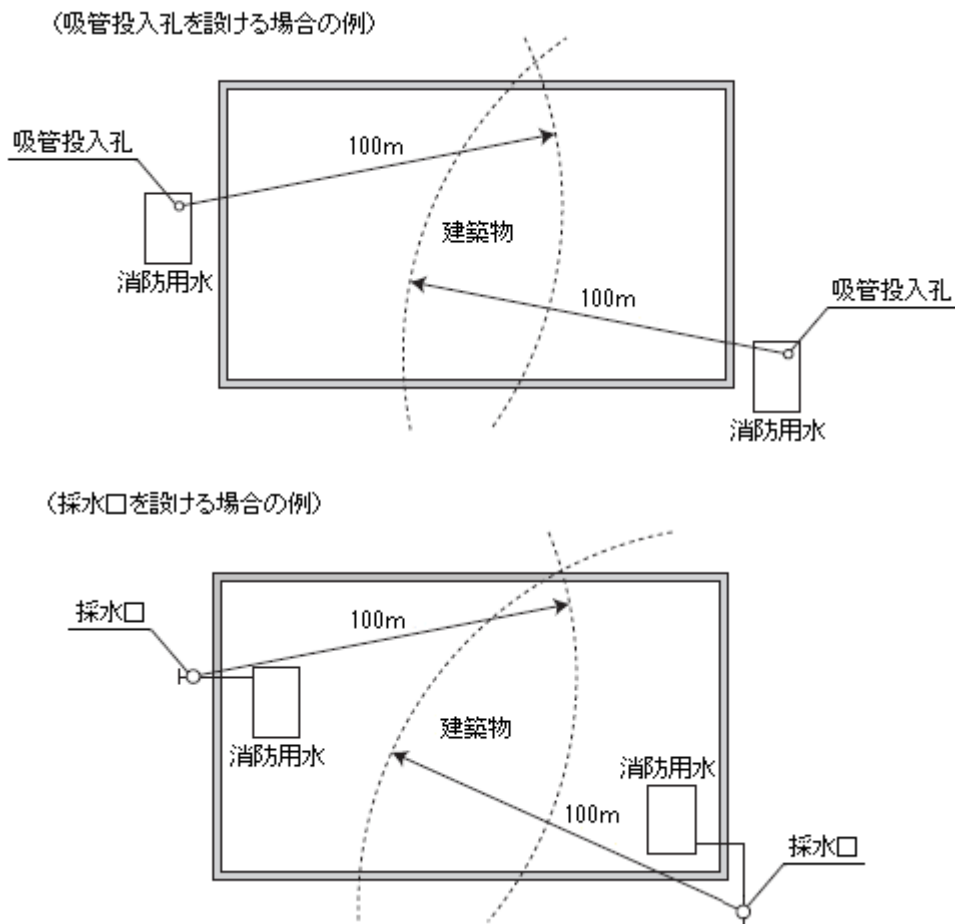 （吸管投入孔を設ける場合の例）
吸管投入孔
100m
建築物
消防用水
100m
吸管投入孔
消防用水
（採水口を設ける場合の例）
採水口
100m
建築物
消防用水
消防用水
100m
採水口